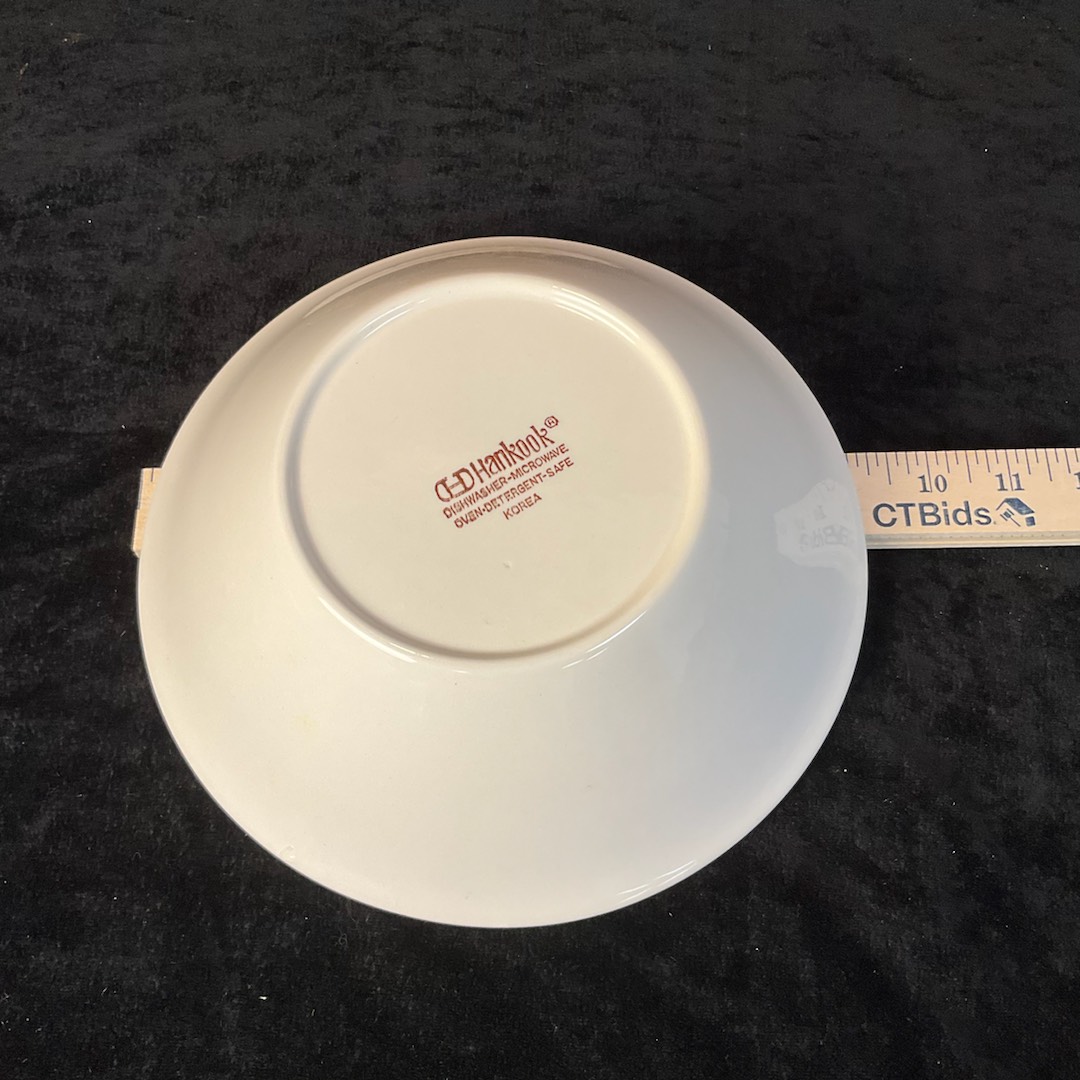 Hankook®
DISHWASHER-MICROWAVE
OVEN-DETERGENT-SAFE
KOREA
10 11
CTBids.